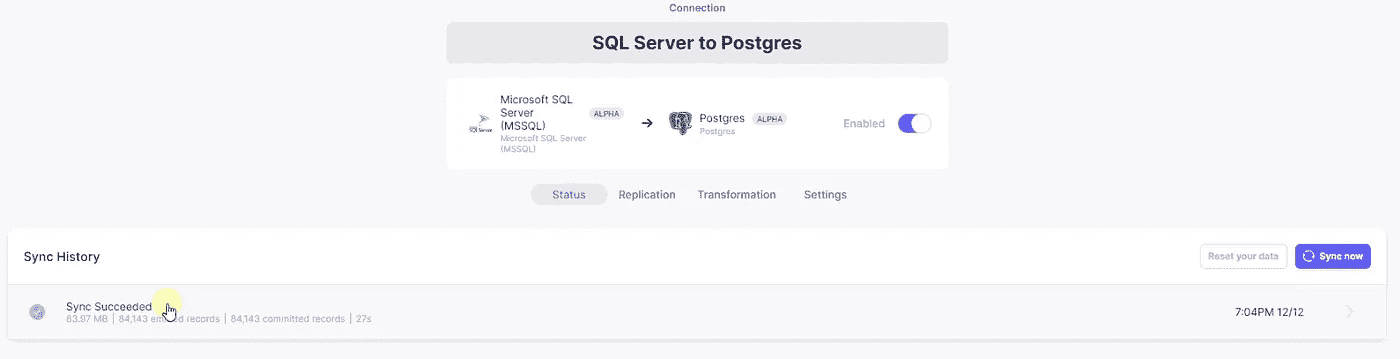 Connection
SQL Server to Postgres
Microsoft SQL
Server
(MSSQL)
ALPHA
Microsoft SQL Server
(MSSQL)
SQL Server
Postgres
ALPHA
Postgres
Enabled
Status
Replication
Transformation
Settings
Sync History
Reset your data
Sync now
Sync Succeeded
63.97 MB | 84,143 emitted records | 84,143 committed records | 27s
7:04PM 12/12